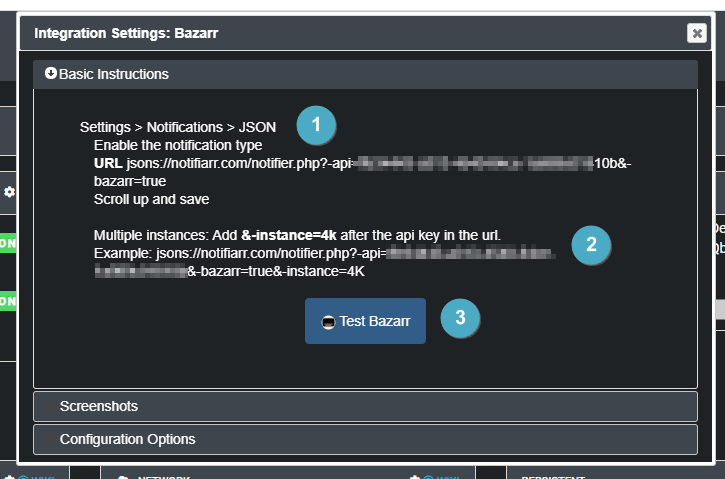 Integration Settings: Bazarr
Basic Instructions
Settings > Notifications > JSON
1
Enable the notification type
URL jsons://notifiarr.com/notifier.php?-api= 10b&-
bazarr=true
Scroll up and save
Multiple instances: Add &-instance=4k after the api key in the url.
Example: jsons://notifiarr.com/notifier.php?-api=
2
&-bazarr=true&-instance=4K
Test Bazarr
3
Screenshots
Configuration Options
ON
ON